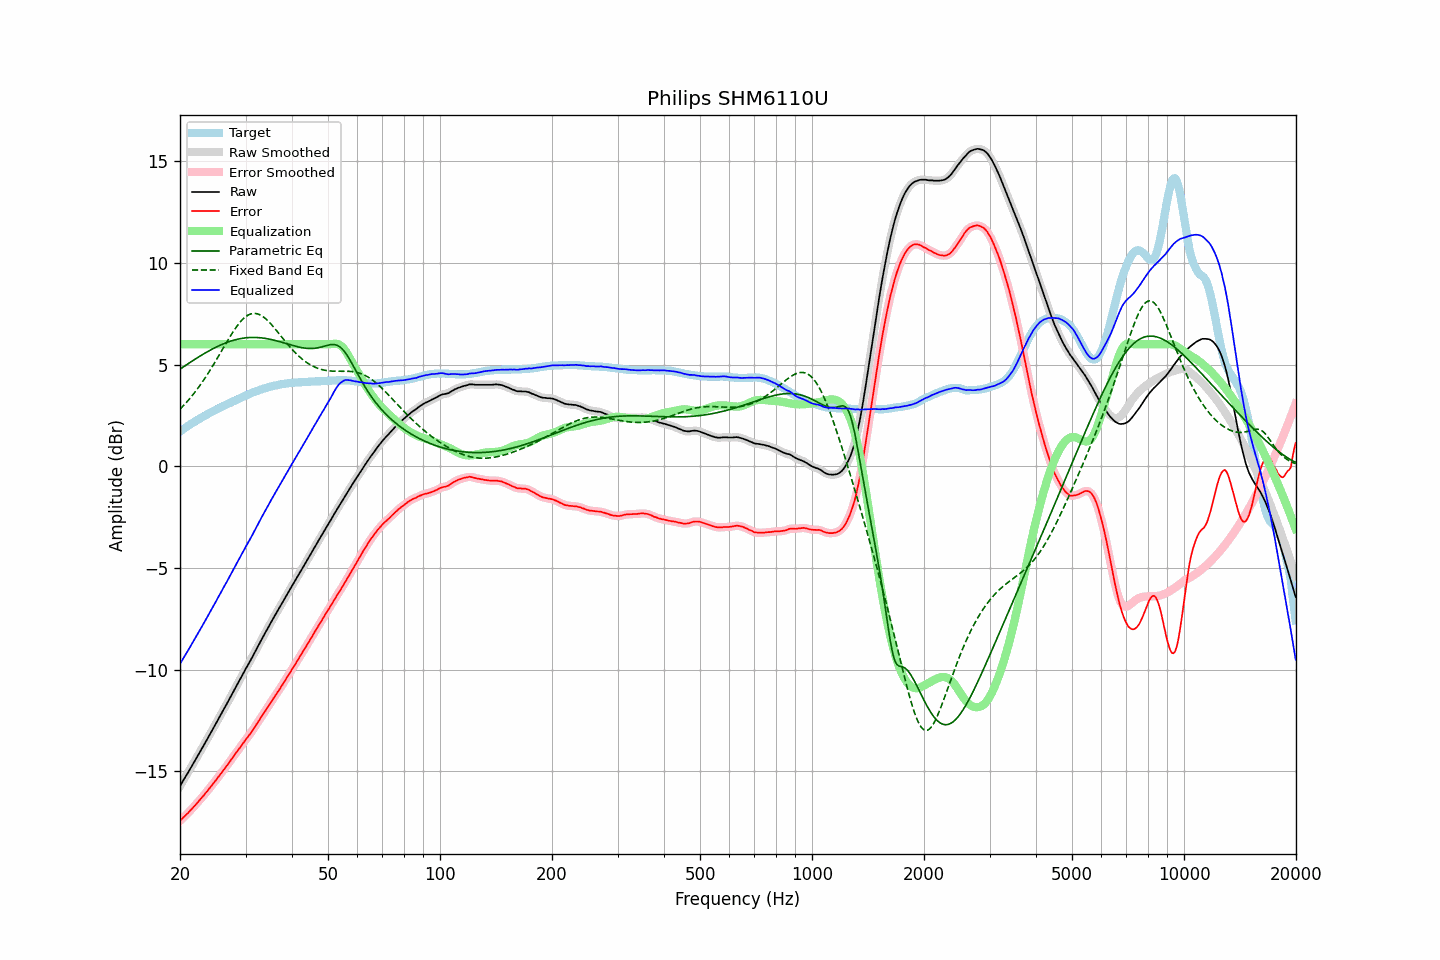 Philips SHM6110U
Target
Raw Smoothed
Error Smoothed
Raw
Error
Equalization
Parametric Eq
Fixed Band Eq
Equalized
Amplitude (dBr)
15
10
5
0
−5
−10
−15
20 50 100 200 500 1000 2000 5000 10000 20000
Frequency (Hz)